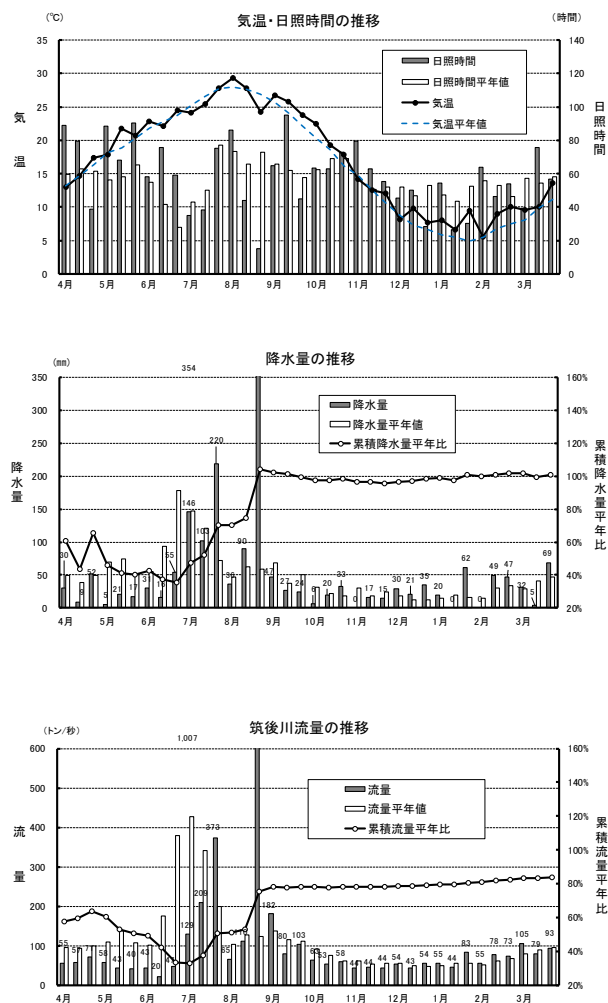 気温・日照時間の推移
(℃)
(時間)
気温
日照時間
35
30
25
20
15
10
5
0
140
120
100
80
60
40
20
0
日照時間
日照時間平年値
気温
気温平年値
4月 5月 6月 7月 8月 9月 10月 11月 12月 1月 2月 3月
降水量の推移
(mm)
降水量
累積降水量平年比
350
300
250
200
150
100
50
0
160%
140%
120%
100%
80%
60%
40%
20%
降水量
降水量平年値
累積降水量平年比
354
30 9 52 5 21 17 31 16 55 146 103 220 36 90 47 27 24 6 20 33 0 17 15 30 21 35 20 0 62 0 49 47 32 5 69
4月 5月 6月 7月 8月 9月 10月 11月 12月 1月 2月 3月
筑後川流量の推移
(トン/秒)
流量
累積流量平年比
600
500
400
300
200
100
0
160%
140%
120%
100%
80%
60%
40%
20%
流量
流量平年値
累積流量平年比
1,007
55 57 71 58 43 40 43 20 129 209 373 65 182 80 103 63 53 58 44 44 44 54 43 54 55 44 83 55 78 73 105 79 93
4月 5月 6月 7月 8月 9月 10月 11月 12月 1月 2月 3月